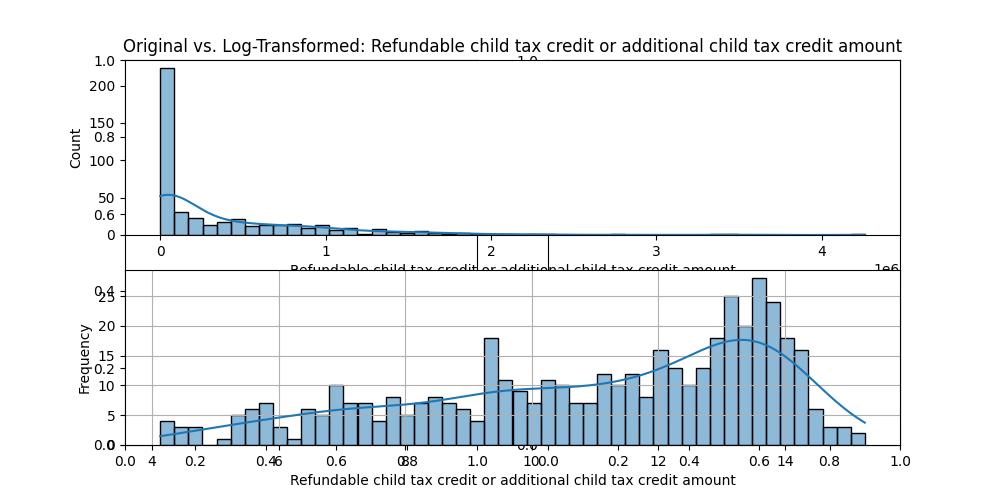 Original vs. Log-Transformed: Refundable child tax credit or additional child tax credit amount
1.0
1.0
200
150
0.8
100
50
0.6
0
Count
0 1 2 3 4
Refundable child tax credit or additional child tax credit amount
1e6
0.4
25
20
15
0.2
10
5
0.0
0
0.0
Frequency
0.0 4 0.2 0.4 6 0.6 0.8 8 1.0 10 0.0 0.2 12 0.4 0.6 14 0.8 1.0
Refundable child tax credit or additional child tax credit amount